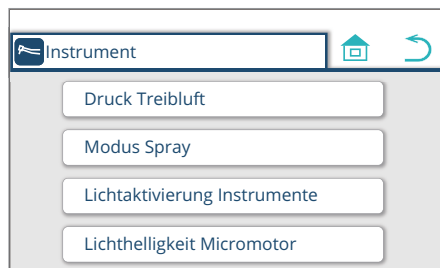 Instrument
Druck Treibluft
Modus Spray
Lichtaktivierung Instrumente
Lichthelligkeit Micromotor